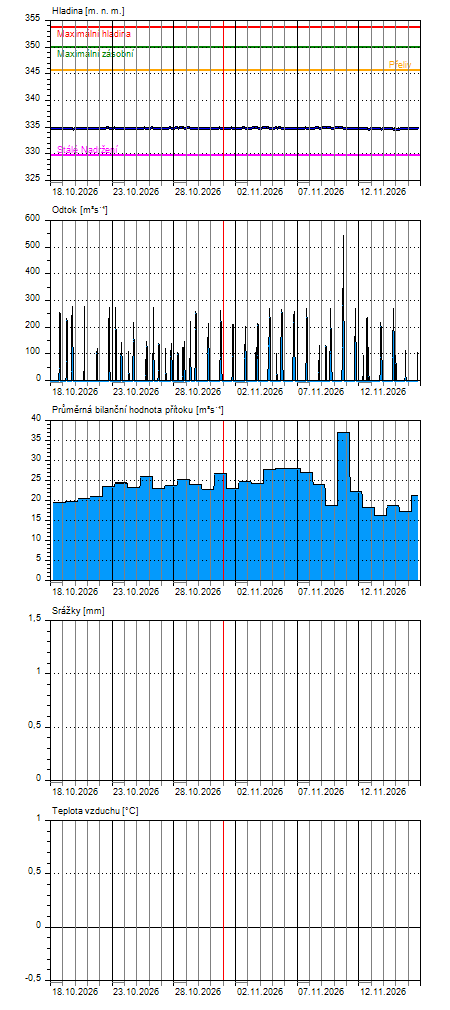 Hladina [m. n. m.]
355
Maximální hladina
350
Maximální zásobní
345
Přeliv
340
335
Stálé Nadržení
330
325
18.10.2026 23.10.2026 28.10.2026 02.11.2026 07.11.2026 12.11.2026
Odtok [m³s⁻¹]
600
500
400
300
200
100
0
18.10.2026 23.10.2026 28.10.2026 02.11.2026 07.11.2026 12.11.2026
Průměrná bilanční hodnota přítoku [m³s⁻¹]
40
35
30
25
20
15
10
5
0
18.10.2026 23.10.2026 28.10.2026 02.11.2026 07.11.2026 12.11.2026
Srážky [mm]
1,5
1
0,5
0
18.10.2026 23.10.2026 28.10.2026 02.11.2026 07.11.2026 12.11.2026
Teplota vzduchu [°C]
1
0,5
0
-0,5
18.10.2026 23.10.2026 28.10.2026 02.11.2026 07.11.2026 12.11.2026